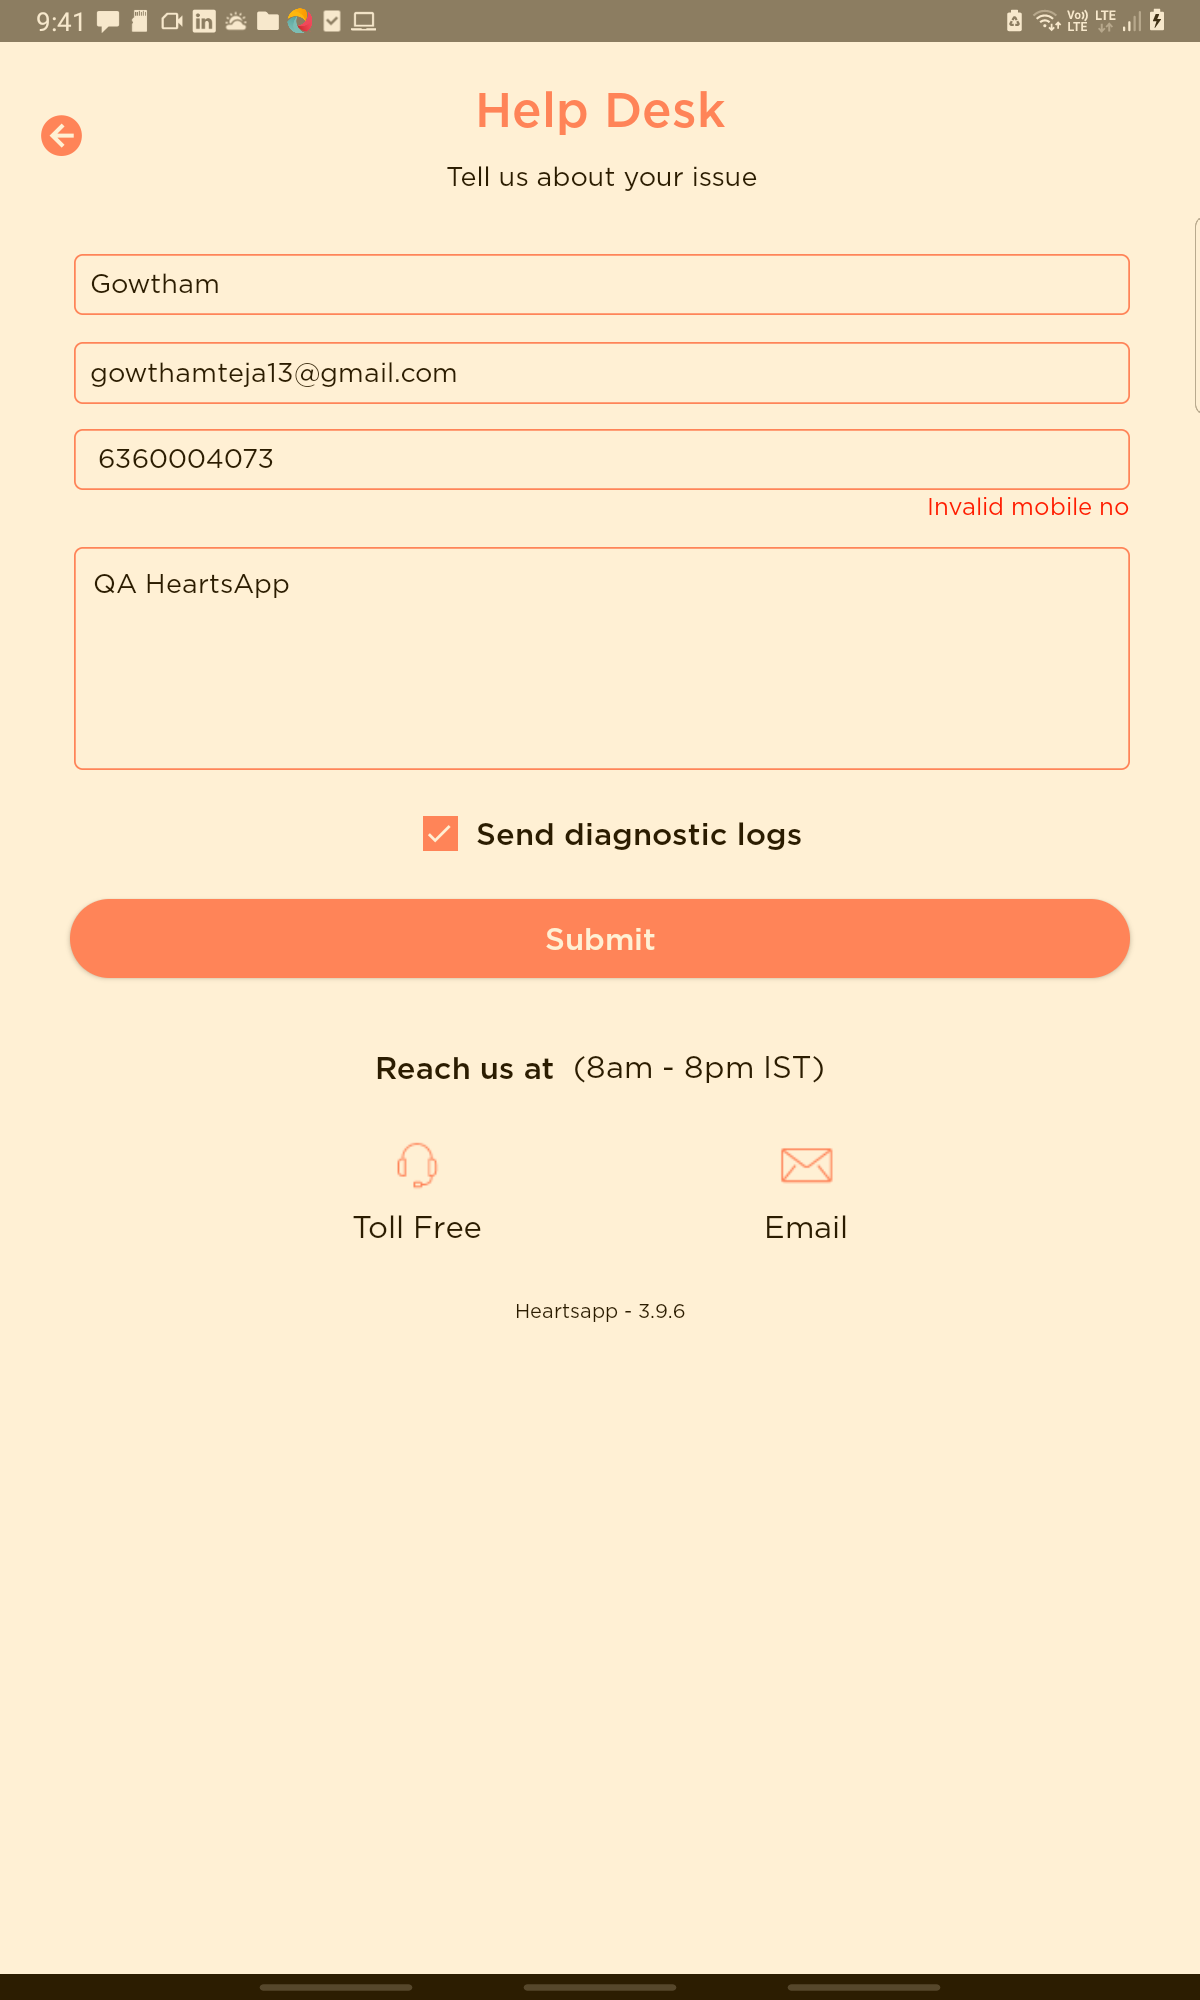 9:41
Vo)) LTE
LTE
Help Desk
Tell us about your issue
Gowtham
gowthamteja13@gmail.com
6360004073
Invalid mobile no
QA HeartsApp
Send diagnostic logs
Submit
Reach us at (8am - 8pm IST)
Toll Free
Email
Heartsapp - 3.9.6